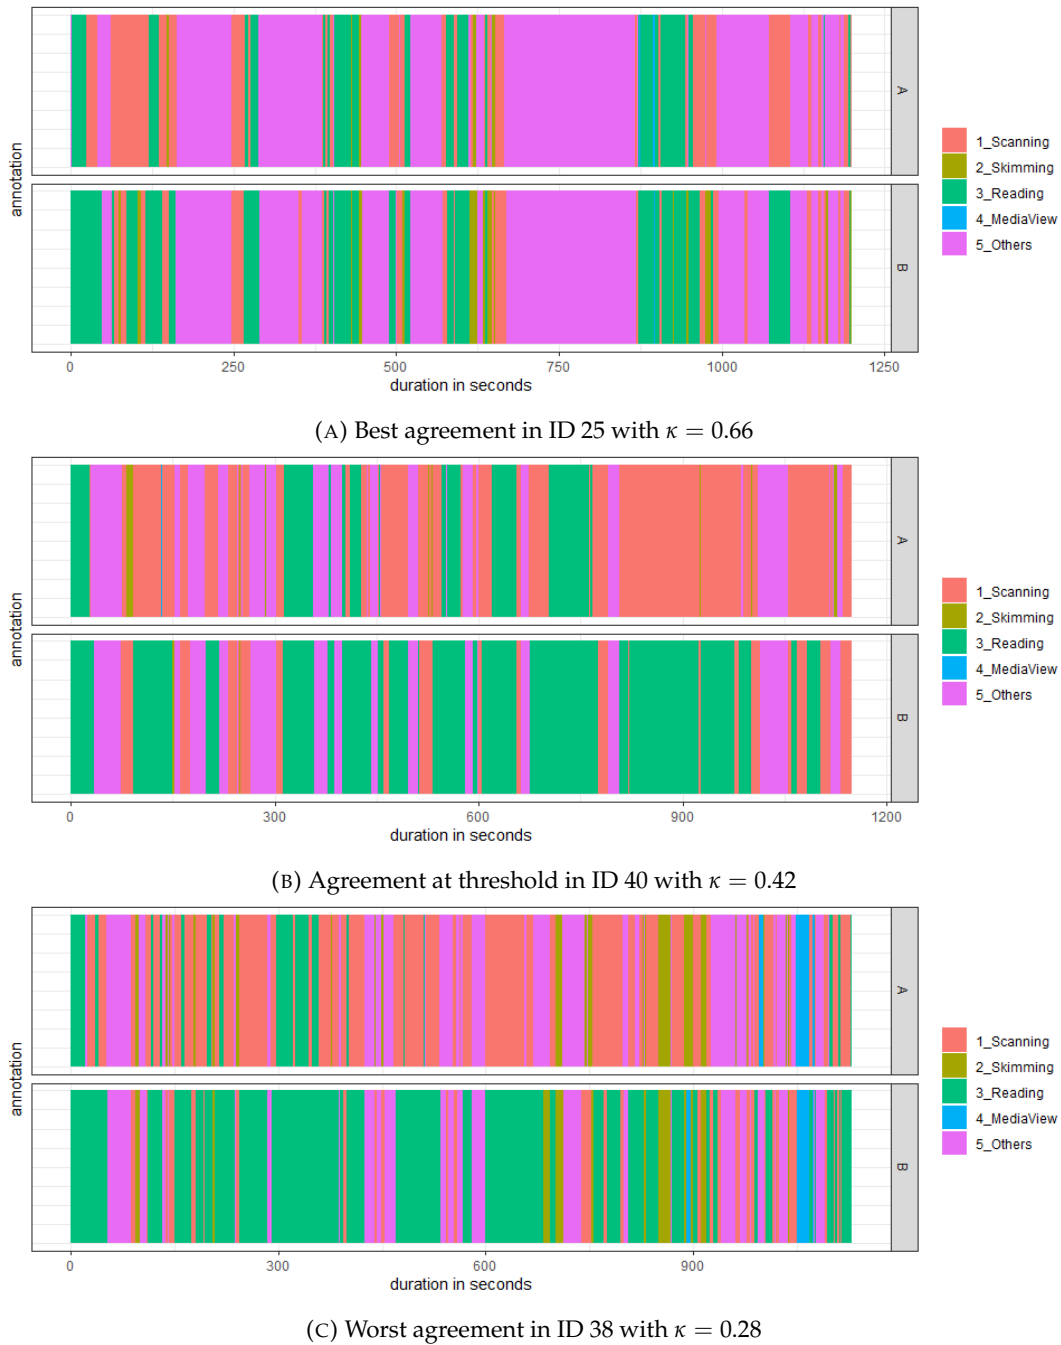 annotation
A
B
1_Scanning
2_Skimming
3_Reading
4_MediaView
5_Others
0 250 500 750 1000 1250
duration in seconds
(A) Best agreement in ID 25 with κ = 0.66
annotation
A
B
1_Scanning
2_Skimming
3_Reading
4_MediaView
5_Others
0 300 600 900 1200
duration in seconds
(B) Agreement at threshold in ID 40 with κ = 0.42
annotation
A
B
1_Scanning
2_Skimming
3_Reading
4_MediaView
5_Others
0 300 600 900
duration in seconds
(C) Worst agreement in ID 38 with κ = 0.28